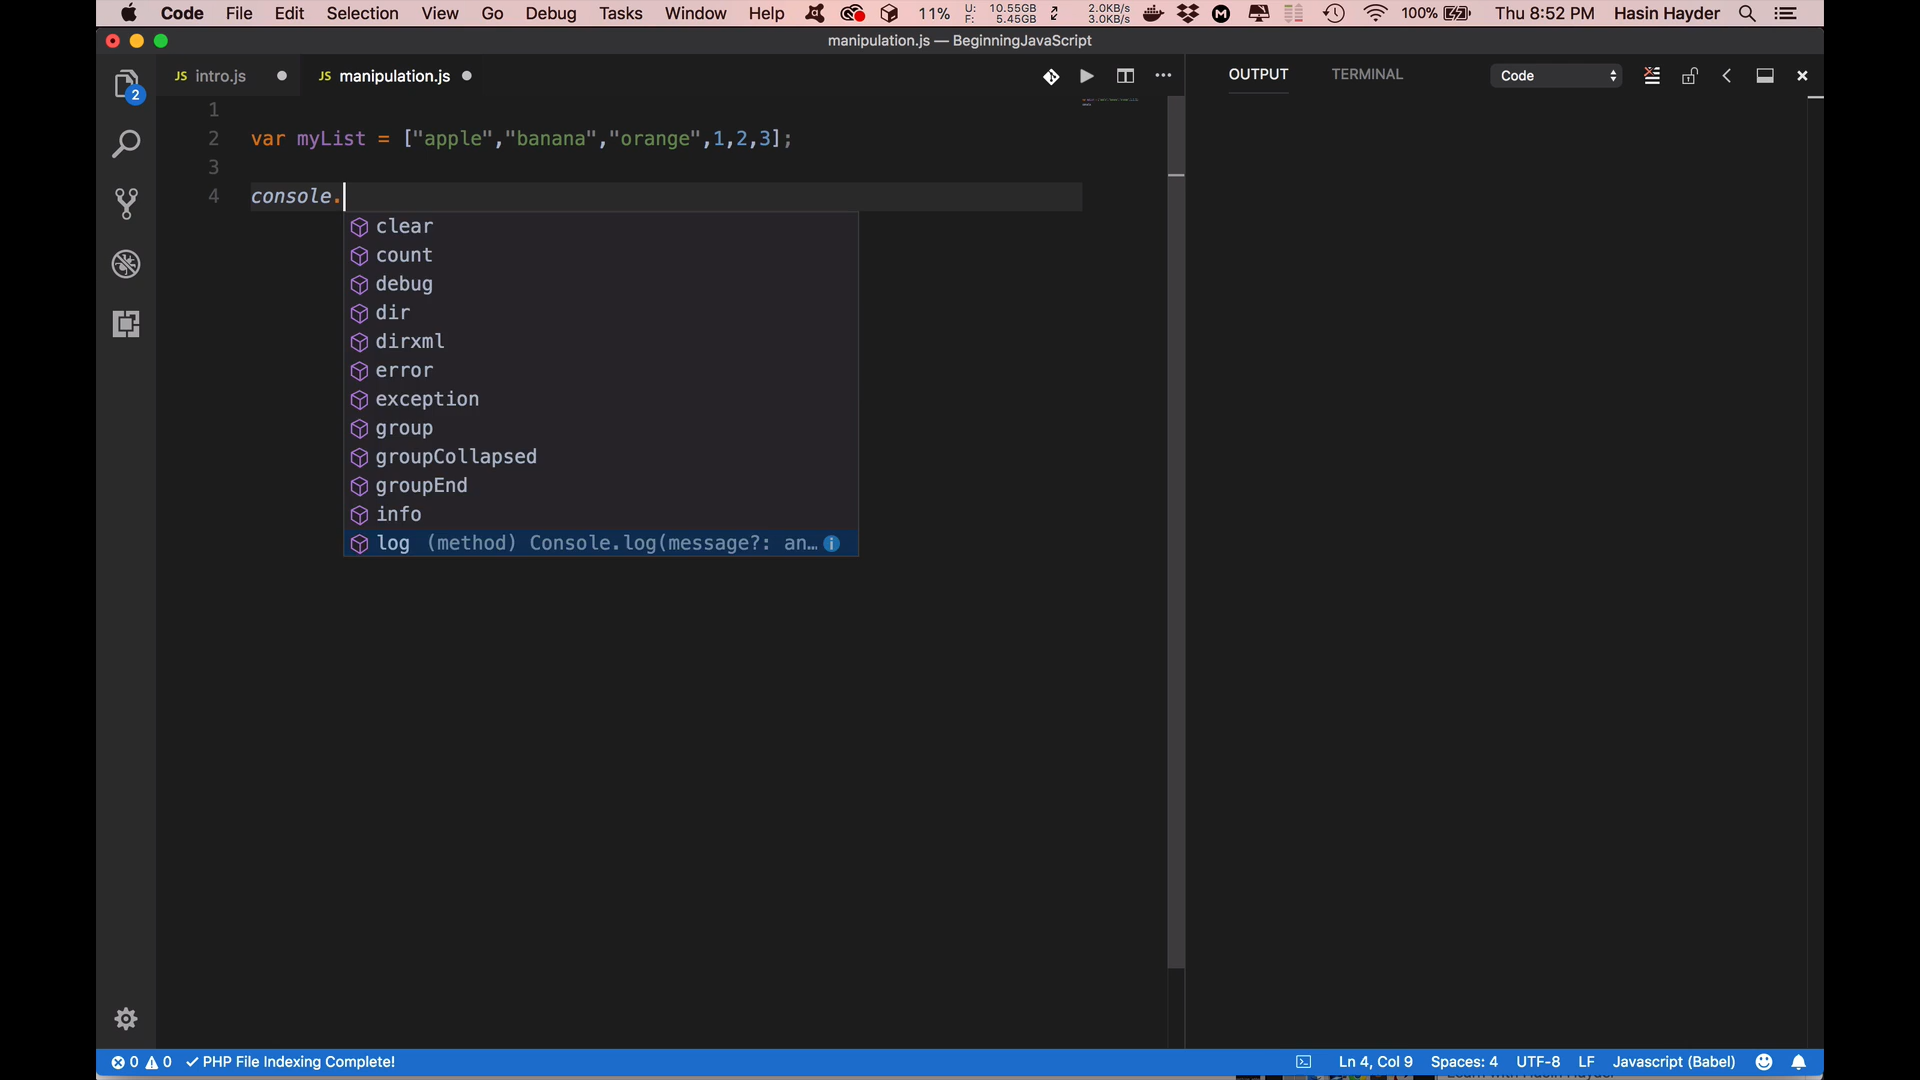 Code File Edit Selection View Go Debug Tasks Window Help 11% U: 10.55GB F: 5.45GB 2.0KB/s 3.0KB/s M 100% Thu 8:52 PM Hasin Hayder
manipulation.js — BeginningJavaScript
JS intro.js JS manipulation.js OUTPUT TERMINAL Code
2
1
2 var myList = ["apple","banana","orange",1,2,3];
3
4 console.
clear
count
debug
dir
dirxml
error
exception
group
groupCollapsed
groupEnd
info
log (method) Console.log(message?: an…
0 0 PHP File Indexing Complete! Ln 4, Col 9 Spaces: 4 UTF-8 LF Javascript (Babel)